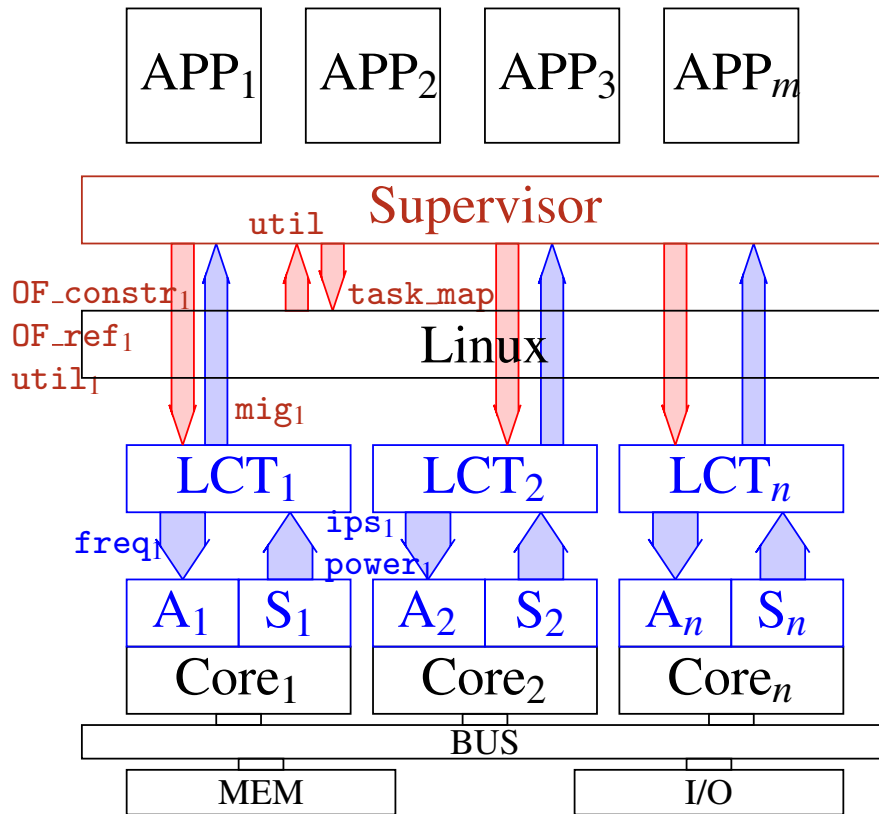 APP₁ APP₂ APP₃ APPₘ
Supervisor
util
OF_constr₁ task_map
OF_ref₁ Linux
util₁
mig₁
LCT₁ LCT₂ LCTₙ
freq₁ ips₁
power₁
A₁ S₁ A₂ S₂ Aₙ Sₙ
Core₁ Core₂ Coreₙ
BUS
MEM I/O